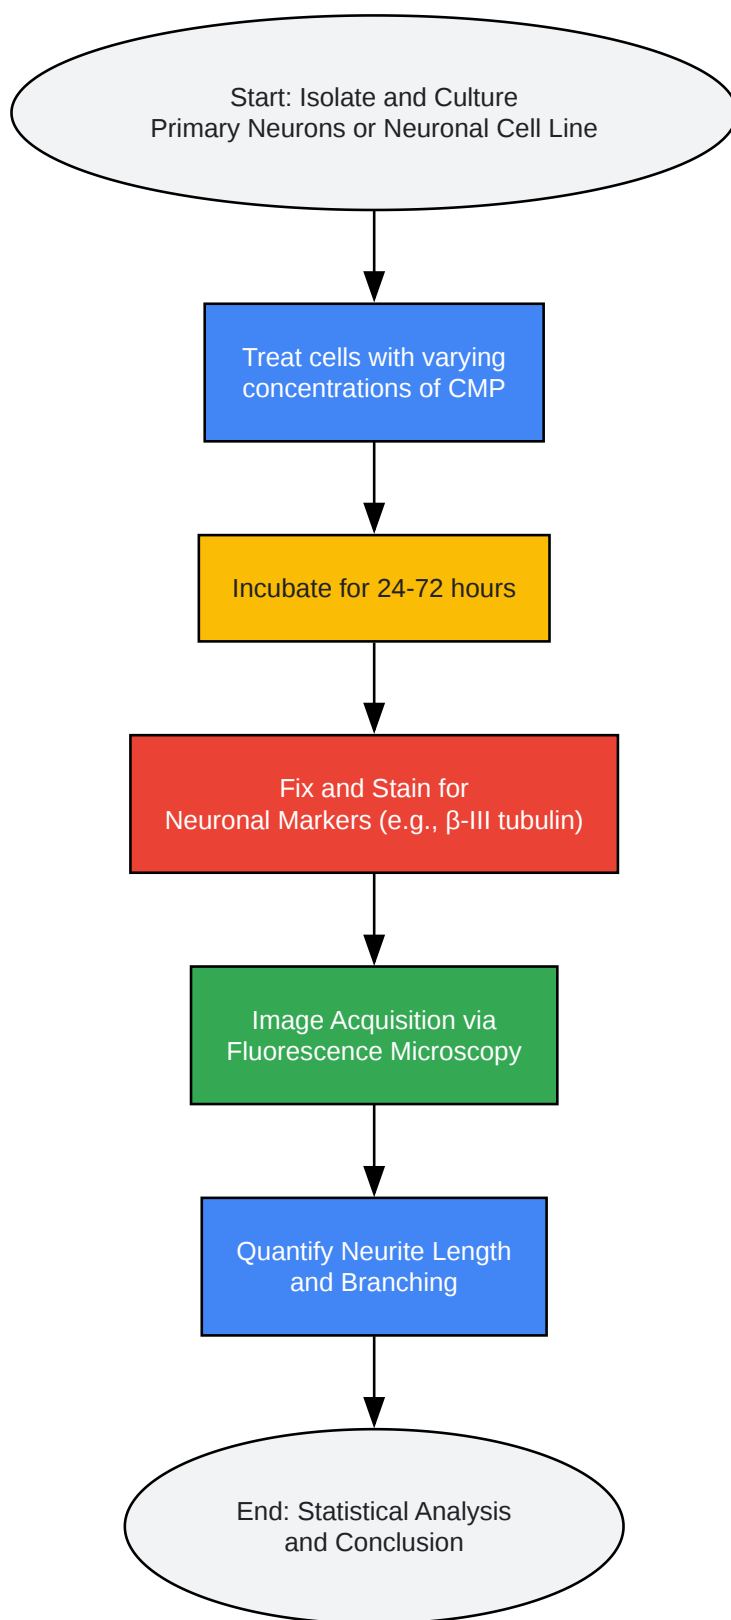 Start: Isolate and Culture
Primary Neurons or Neuronal Cell Line
Treat cells with varying
concentrations of CMP
Incubate for 24-72 hours
Fix and Stain for
Neuronal Markers (e.g., β-III tubulin)
Image Acquisition via
Fluorescence Microscopy
Quantify Neurite Length
and Branching
End: Statistical Analysis
and Conclusion